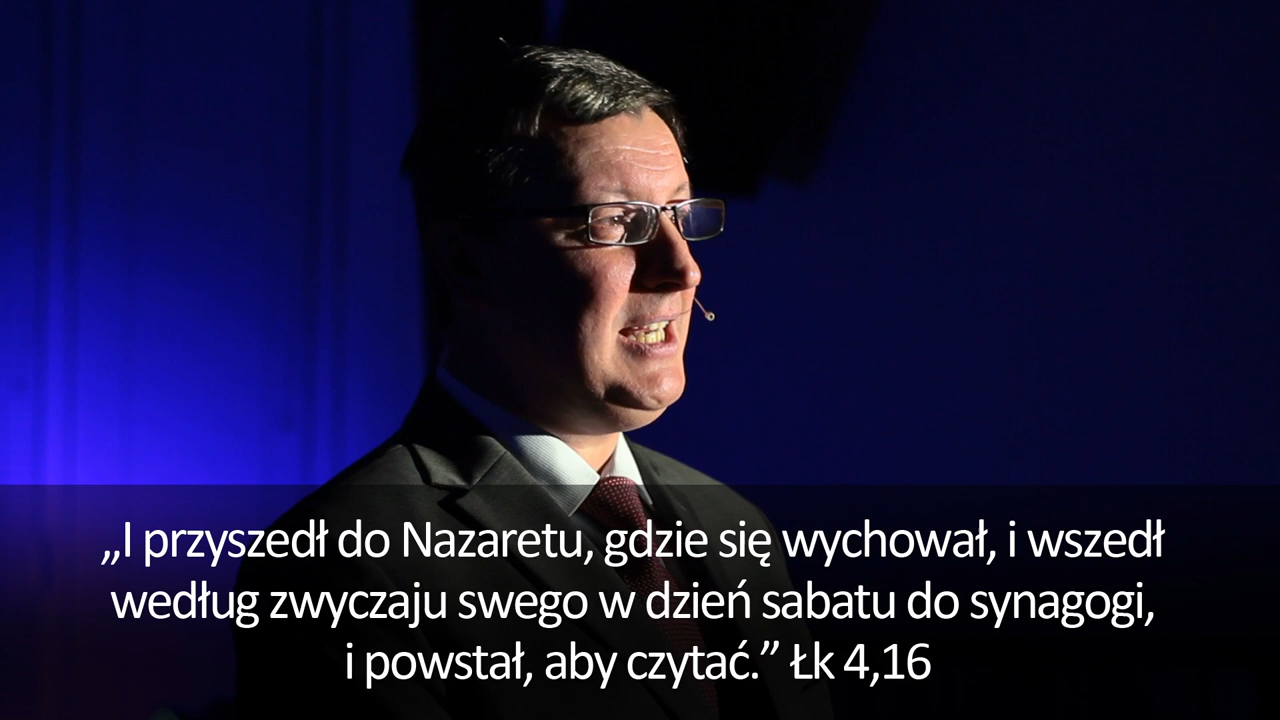 „I przyszedł do Nazaretu, gdzie się wychował, i wszedł
według zwyczaju swego w dzień sabatu do synagogi,
i powstał, aby czytać.” Łk 4,16